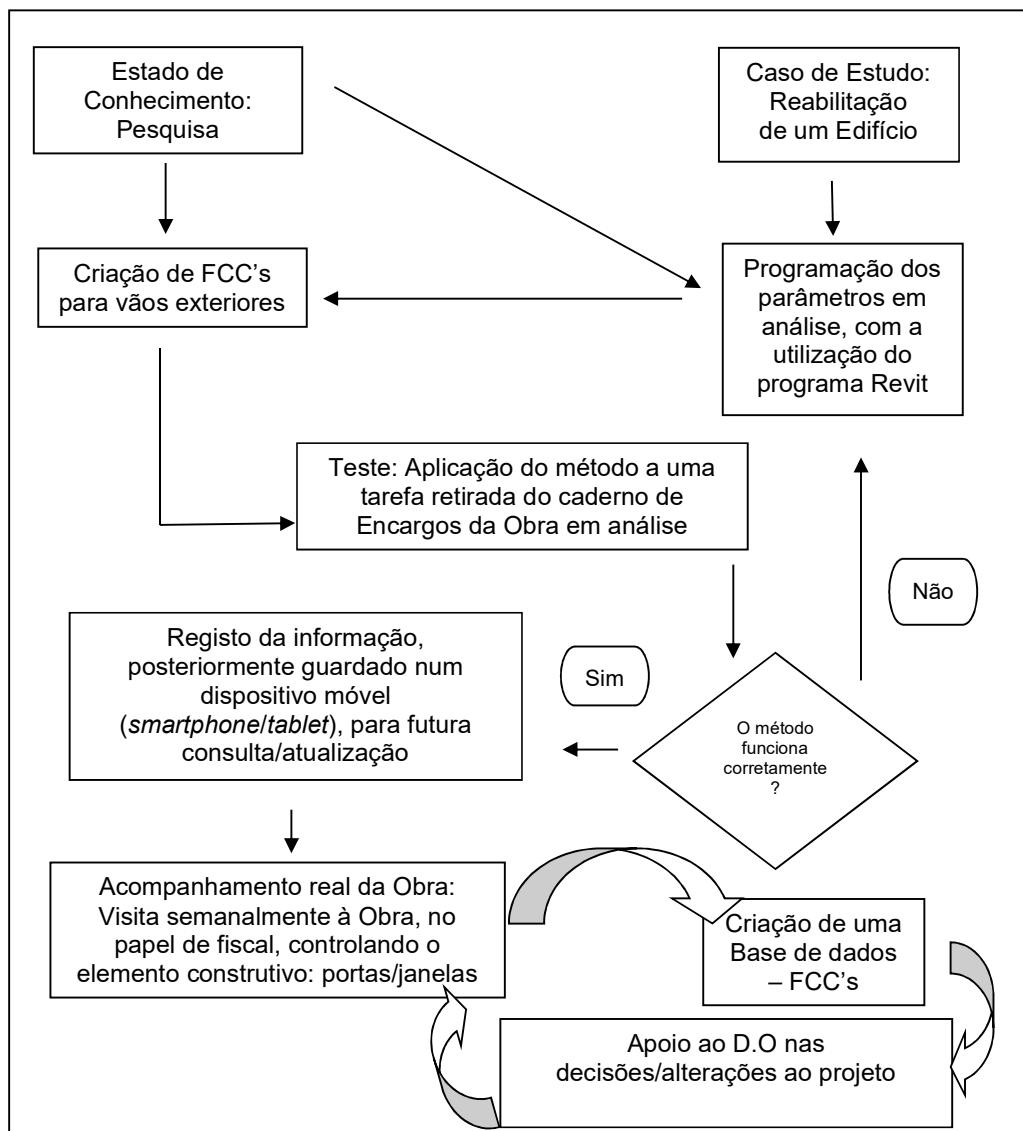 Estado de
Conhecimento:
Pesquisa
Caso de Estudo:
Reabilitação
de um Edifício
Criação de FCC's
para vãos exteriores
Programação dos
parâmetros em
análise, com a
utilização do
programa Revit
Teste: Aplicação do método a uma
tarefa retirada do caderno de
Encargos da Obra em análise
Não
Registo da informação,
posteriormente guardado num
dispositivo móvel
(smartphone/tablet), para futura
consulta/atualização
Sim
O método
funciona
corretamente
?
Acompanhamento real da Obra:
Visita semanalmente à Obra, no
papel de fiscal, controlando o
elemento construtivo: portas/janelas
Criação de uma
Base de dados
– FCC's
Apoio ao D.O nas
decisões/alterações ao projeto